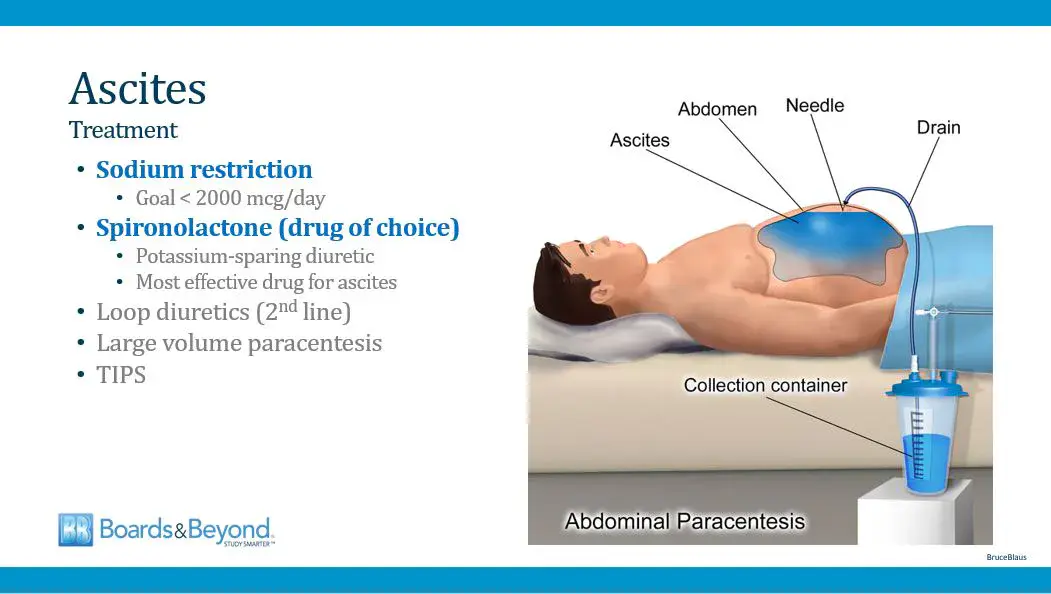 Ascites
Treatment
• Sodium restriction
• Goal < 2000 mcg/day
• Spironolactone (drug of choice)
• Potassium-sparing diuretic
• Most effective drug for ascites
• Loop diuretics (2nd line)
• Large volume paracentesis
• TIPS
Abdomen
Needle
Ascites
Drain
Collection container
Abdominal Paracentesis
BB Boards&Beyond
STUDY SMARTER™
BruceBlaus